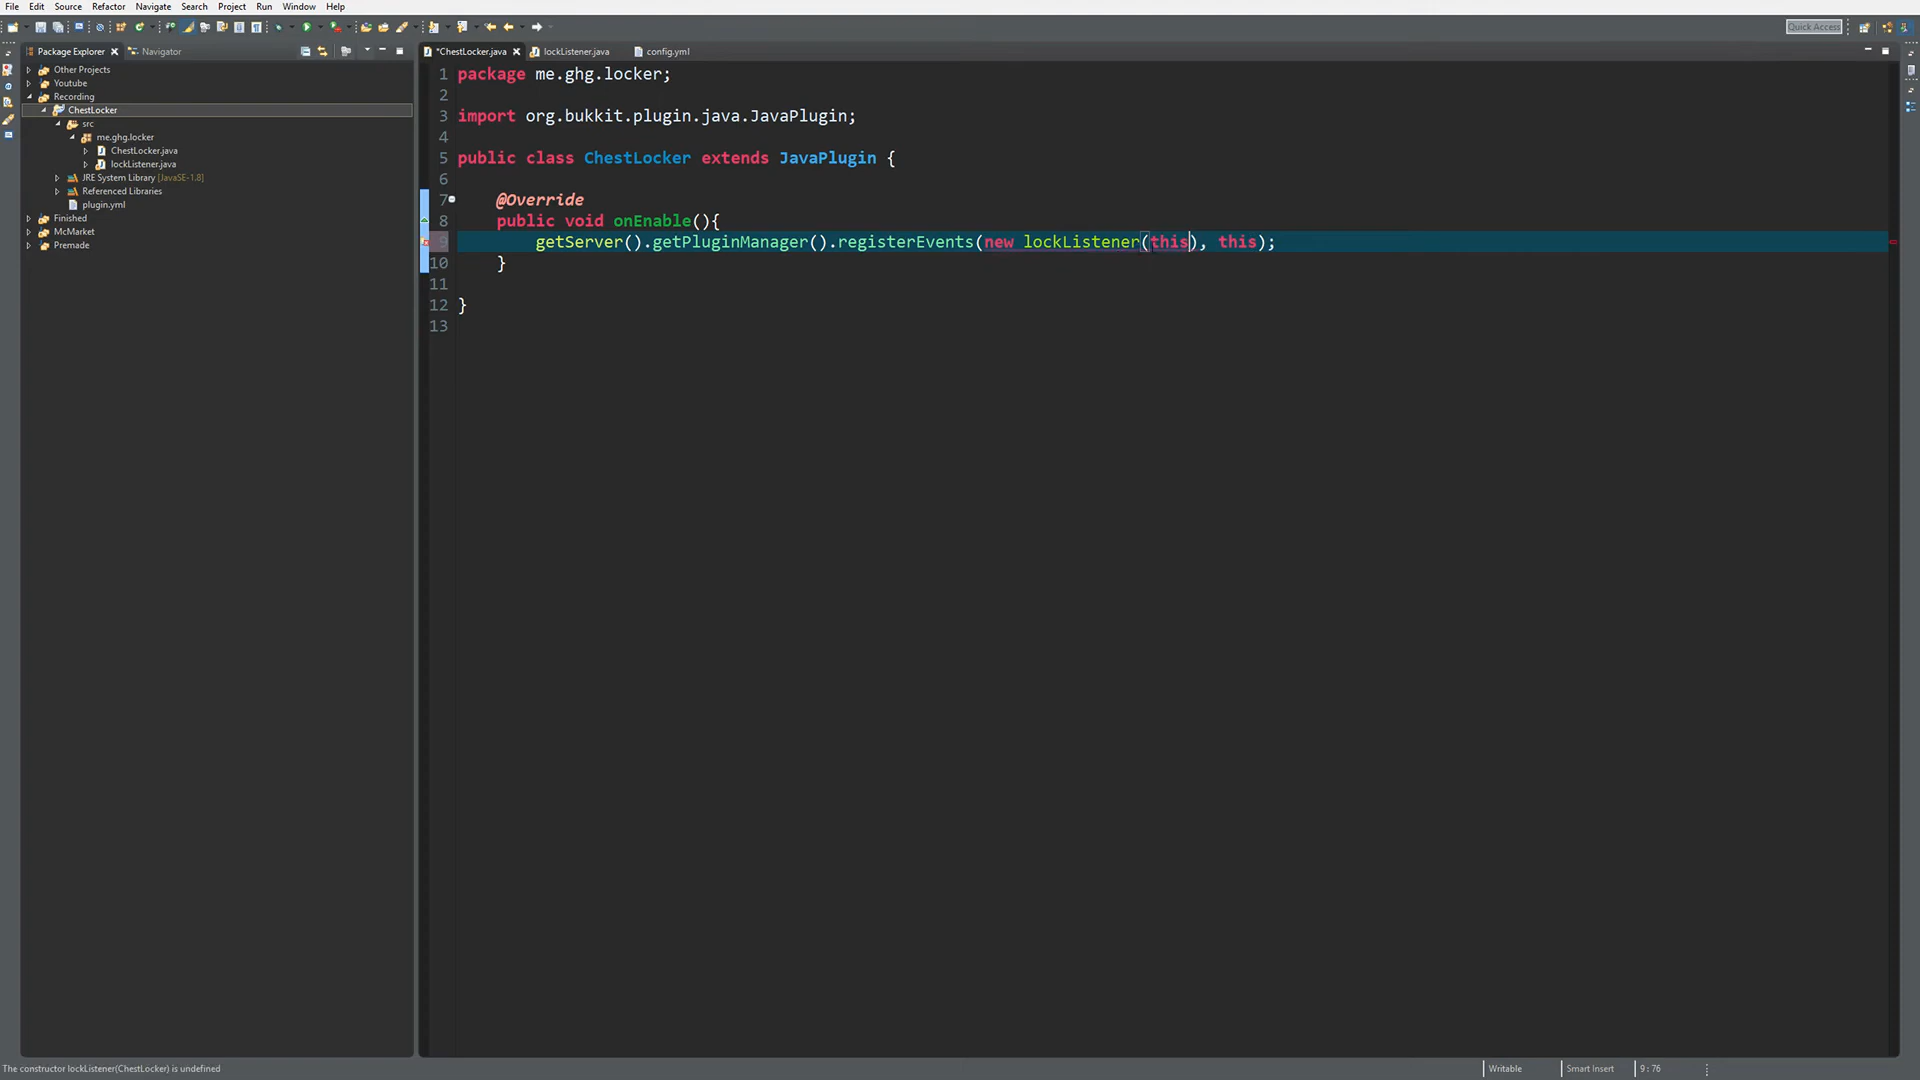 File Edit Source Refactor Navigate Search Project Run Window Help
Quick Access
Package Explorer Navigator
*ChestLocker.java lockListener.java config.yml
Other Projects
Youtube
Recording
ChestLocker
src
me.ghg.locker
ChestLocker.java
lockListener.java
JRE System Library [JavaSE-1.8]
Referenced Libraries
plugin.yml
Finished
McMarket
Premade
1 package me.ghg.locker;
2
3 import org.bukkit.plugin.java.JavaPlugin;
4
5 public class ChestLocker extends JavaPlugin {
6
7 @Override
8 public void onEnable(){
9 getServer().getPluginManager().registerEvents(new lockListener(this), this);
10 }
11
12 }
13
The constructor lockListener(ChestLocker) is undefined
Writable Smart Insert 9 : 76